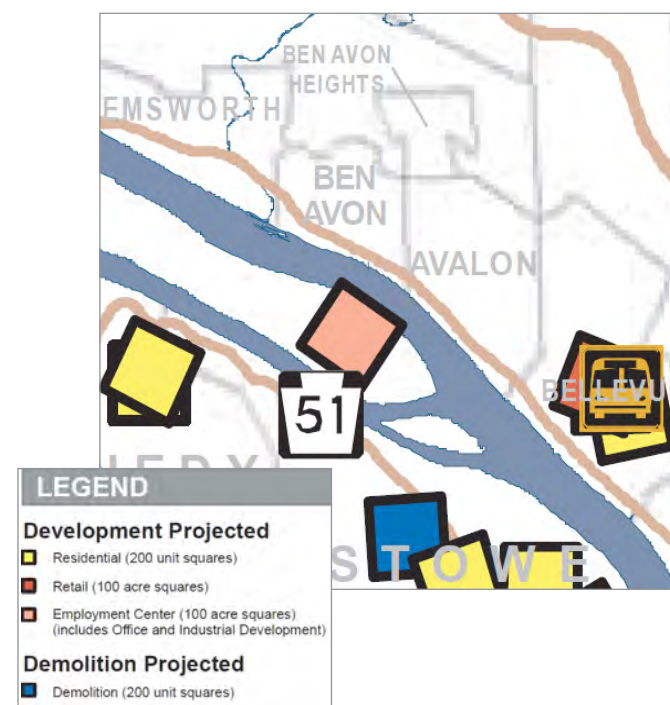 BEN AVON
HEIGHTS
EMSWORTH
BEN
AVON
AVALON
BELLEVU
51
STOWE
LEGEND
Development Projected
Residential (200 unit squares)
Retail (100 acre squares)
Employment Center (100 acre squares)
(includes Office and Industrial Development)
Demolition Projected
Demolition (200 unit squares)